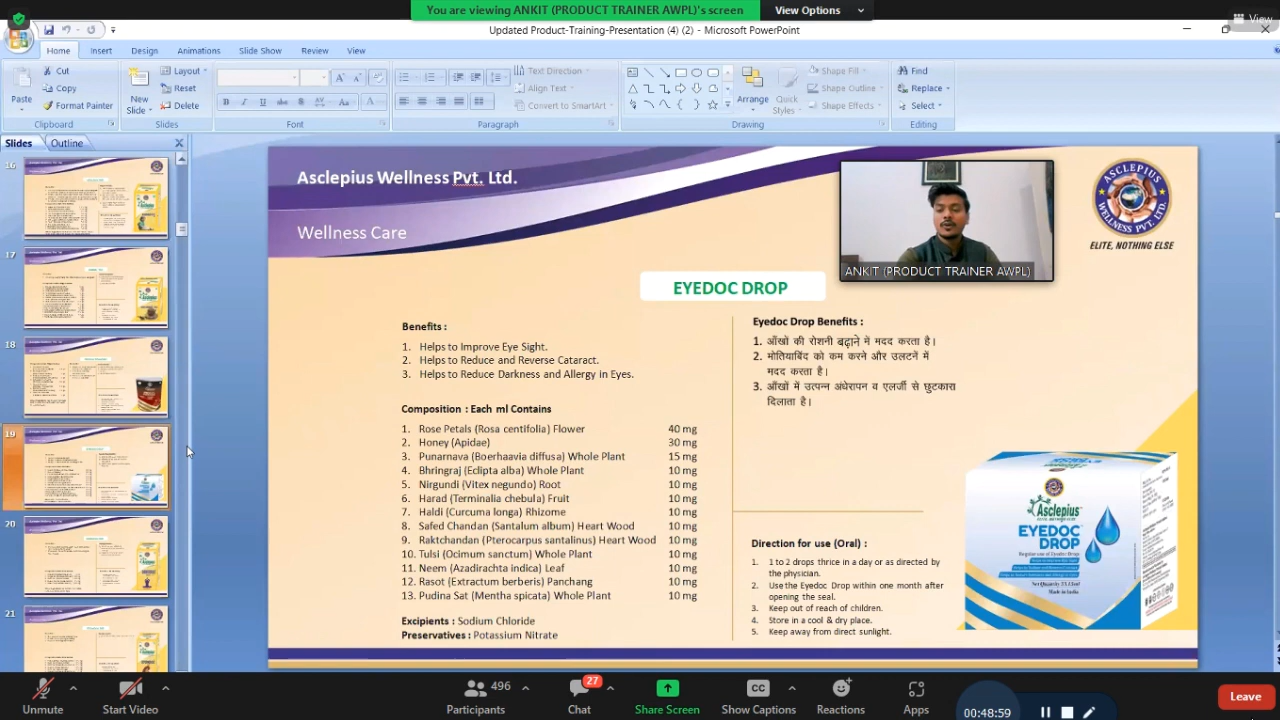 You are viewing ANKIT (PRODUCT TRAINER AWPL)'s screen
View Options
View
Updated Product-Training-Presentation (4) (2) - Microsoft PowerPoint
Home Insert Design Animations Slide Show Review View
Paste
Cut
Copy
Format Painter
Clipboard
New Slide
Layout
Reset
Delete
Slides
Font
Text Direction
Align Text
Convert to SmartArt
Paragraph
Arrange
Quick Styles
Shape Fill
Shape Outline
Shape Effects
Drawing
Find
Replace
Select
Editing
Slides Outline
16
17
18
19
20
21
Asclepius Wellness Pvt. Ltd.
Wellness Care
ANKIT (PRODUCT TRAINER AWPL)
ASCLEPIUS
WELLNESS PVT. LTD.
ELITE, NOTHING ELSE
EYEDOC DROP
Benefits :
1. Helps to Improve Eye Sight.
2. Helps to Reduce and Reverse Cataract.
3. Helps to Reduce Darkness and Allergy in Eyes.
Composition : Each ml Contains
1. Rose Petals (Rosa centifolia) Flower 40 mg
2. Honey (Apidae) 30 mg
3. Punarnava (Boerhaavia diffusa) Whole Plant 15 mg
4. Bhringraj (Eclipta alba) Whole Plant 10 mg
5. Nirgundi (Vitex negundo) Root 10 mg
6. Harad (Terminalia chebula) Fruit 10 mg
7. Haldi (Curcuma longa) Rhizome 10 mg
8. Safed Chandan (Santalum album) Heart Wood 10 mg
9. Raktchandan (Pterocarpus santalinus) Heart Wood 10 mg
10. Tulsi (Ocimum sanctum) Whole Plant 10 mg
11. Neem (Azadirachta indica) Leaf 10 mg
12. Rasot (Extractum berberis) Panchang 10 mg
13. Pudina Sat (Mentha spicata) Whole Plant 10 mg
Excipients : Sodium Chloride
Preservatives : Potassium Nitrate
Eyedoc Drop Benefits :
1. आँखों की रोशनी बढ़ाने में मदद करता है।
2. मोतियाबिंद को कम करने और उलटनें में
मदद करता है।
3. आँखों में उत्पन्न अंधेरापन व एलर्जी से छुटकारा
दिलाता है।
Direction for use (Oral) :
1. 1 to 2 drops thrice in a day or as directed by
the physician.
2. Use the Eyedoc Drop within one month after
opening the seal.
3. Keep out of reach of children.
4. Store in a cool & dry place.
5. Keep away from direct sunlight.
Asclepius
EYEDOC
DROP
Made in India
Unmute
Start Video
496
Participants
27
Chat
Share Screen
CC
Show Captions
Reactions
Apps
00:48:59
Leave